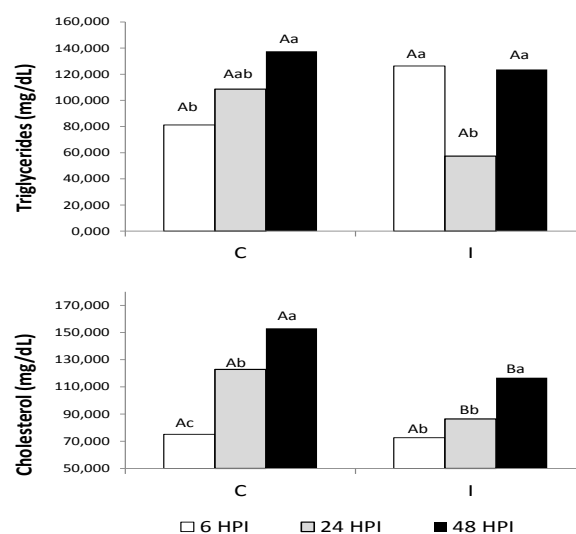 Triglycerides (mg/dL)
160,000
140,000
120,000
100,000
80,000
60,000
40,000
20,000
0,000
Ab
Aab
Aa
Aa
Ab
Aa
C
I
Cholesterol (mg/dL)
170,000
150,000
130,000
110,000
90,000
70,000
50,000
Ac
Ab
Aa
Ab
Bb
Ba
C
I
6 HPI
24 HPI
48 HPI